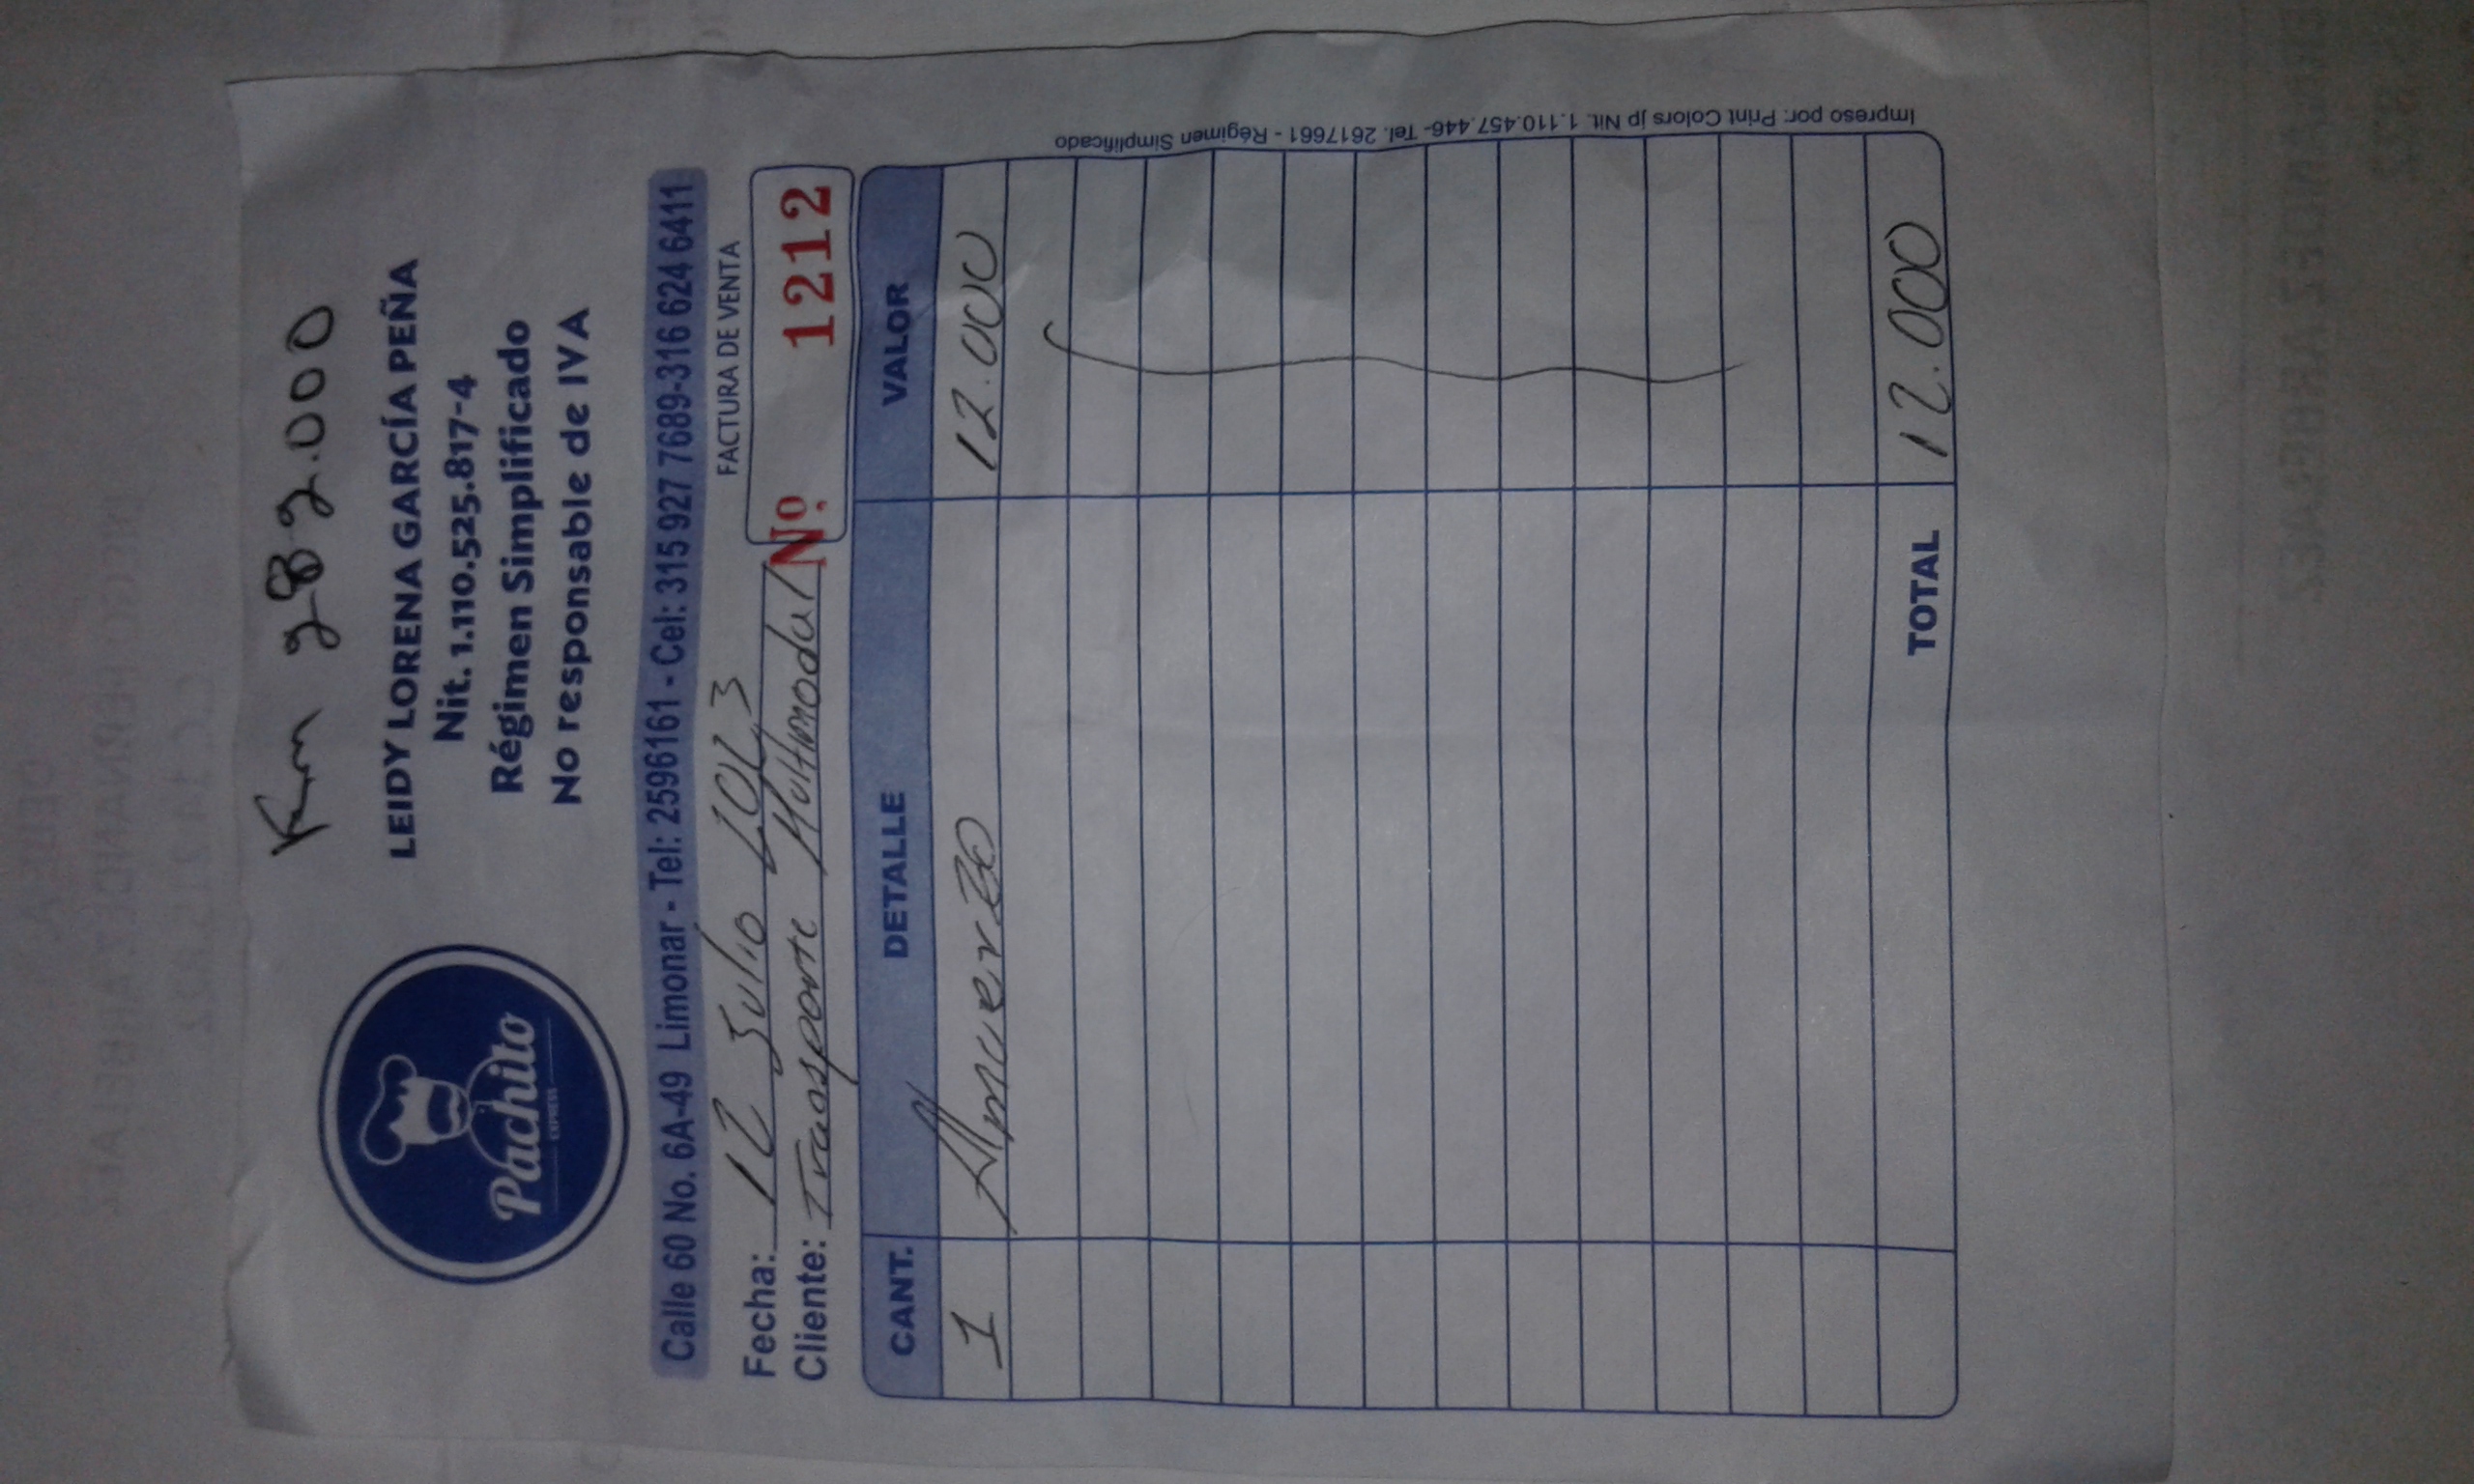 Km 282.000
Pachito
EXPRESS
LEIDY LORENA GARCÍA PEÑA
Nit. 1.110.525.817-4
Régimen Simplificado
No responsable de IVA
Calle 60 No. 6A-49 Limonar - Tel: 2596161 - Cel: 315 927 7689-316 624 6411
FACTURA DE VENTA
Fecha: 12 Julio 2023
Nº. 1212
Cliente: Trasporte Multimodal
CANT. DETALLE VALOR
1 Almuerzo 12.000
TOTAL 12.000
Impreso por: Print Colors jp Nit. 1.110.457.446- Tel. 2617661 - Régimen Simplificado